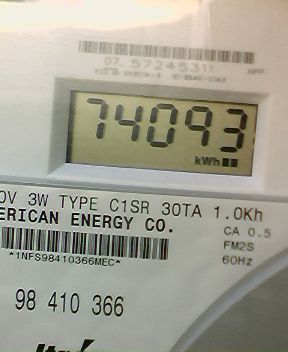 07. 57245311
74093
kWh
0V 3W TYPE C1SR 30TA 1.0Kh
ERICAN ENERGY CO.
CA 0.5
FM2S
*1NFS98410366MEC*
60Hz
98 410 366